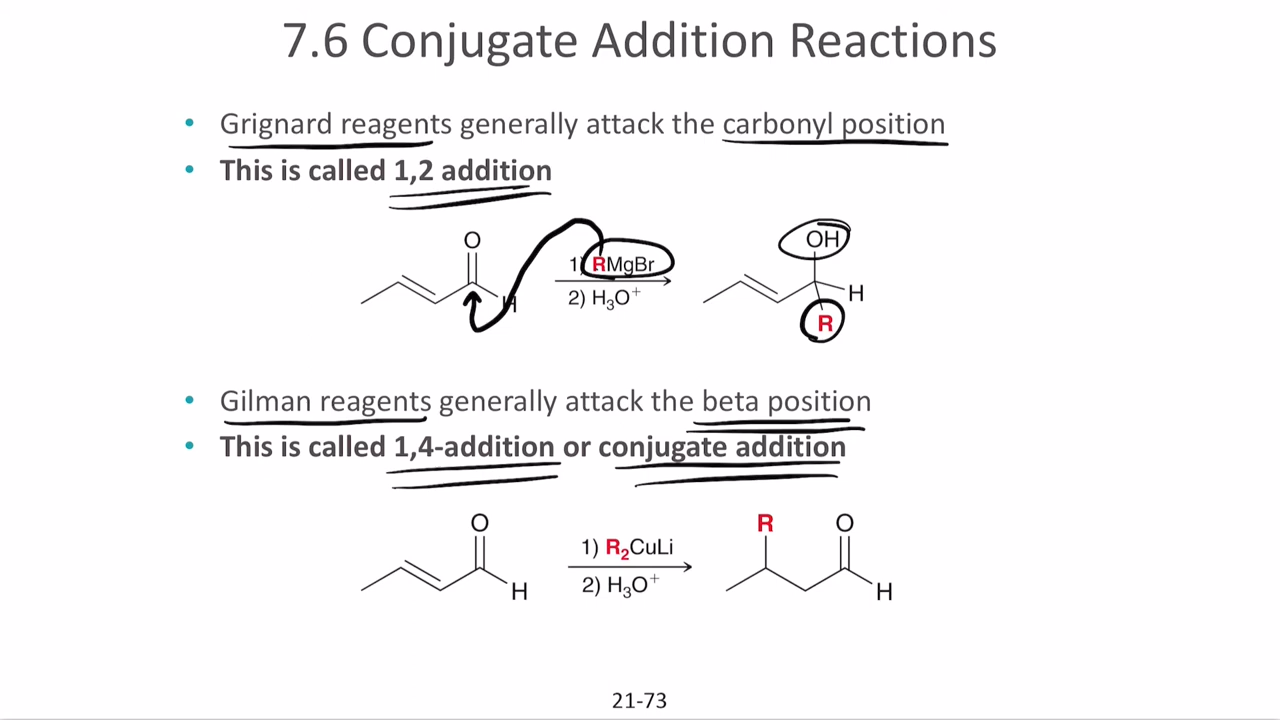 7.6 Conjugate Addition Reactions
• Grignard reagents generally attack the carbonyl position
• This is called 1,2 addition
O
H
1) RMgBr
2) H₃O⁺
OH
H
R
• Gilman reagents generally attack the beta position
• This is called 1,4-addition or conjugate addition
O
H
1) R₂CuLi
2) H₃O⁺
R O
H
21-73